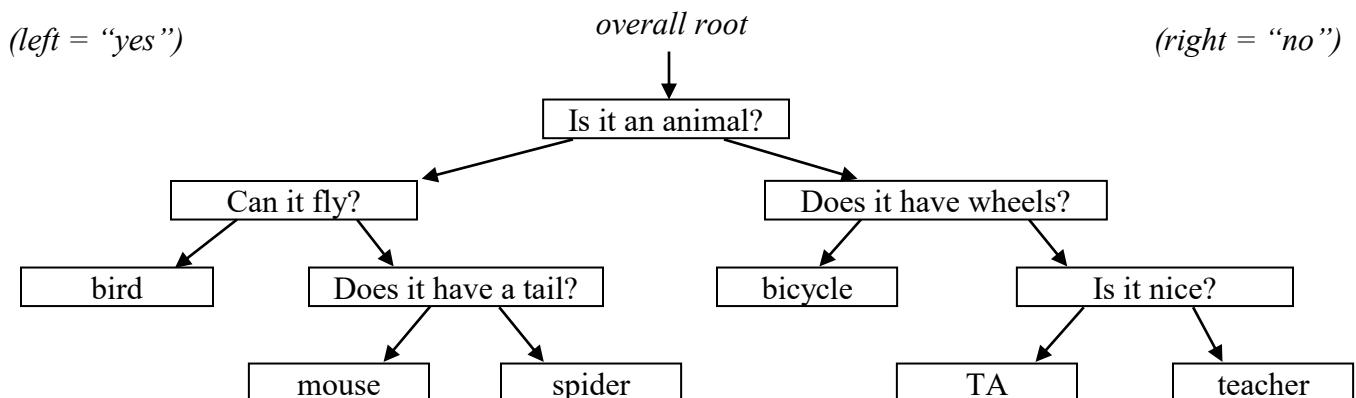 (left = “yes”)
overall root
(right = “no”)
Is it an animal?
Can it fly?
Does it have wheels?
bird
Does it have a tail?
bicycle
Is it nice?
mouse
spider
TA
teacher